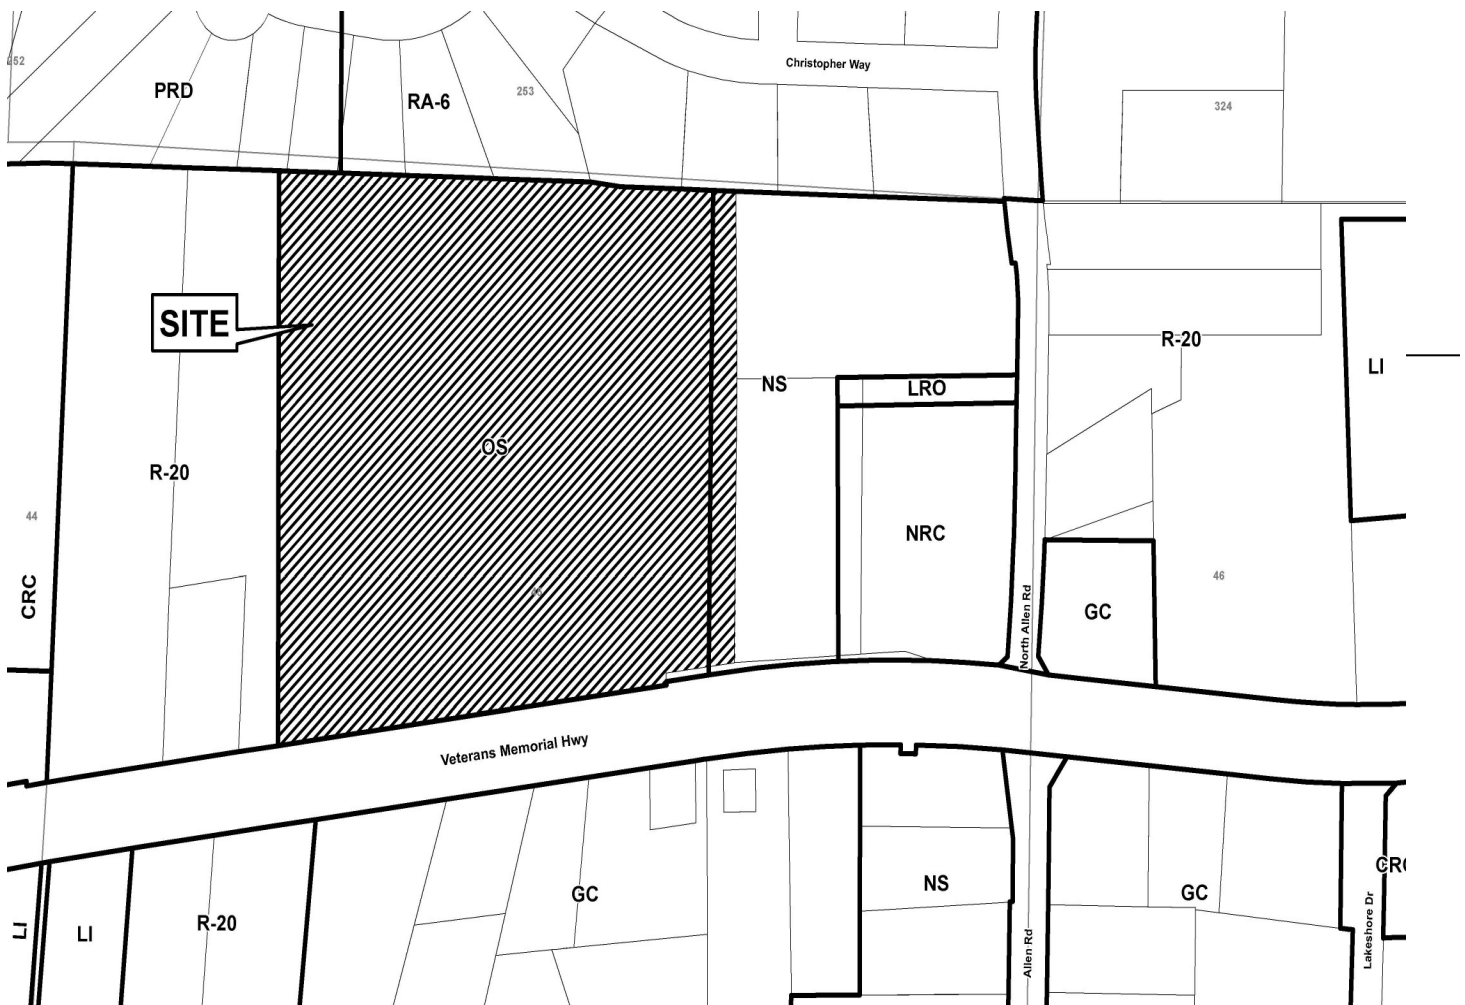 Christopher Way
252
PRD
RA-6
253
324
SITE
R-20
LI
NS
LRO
OS
R-20
NRC
44
46
CRC
GC
North Allen Rd
Veterans Memorial Hwy
GC
NS
GC
R-20
LI
LI
Allen Rd
Lakeshore Dr